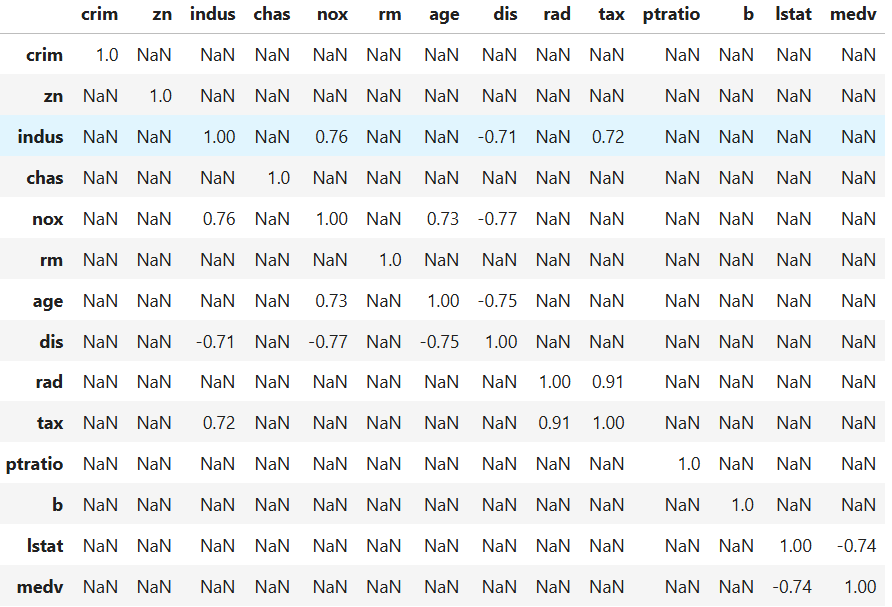 crim zn indus chas nox rm age dis rad tax ptratio b lstat medv
crim 1.0 NaN NaN NaN NaN NaN NaN NaN NaN NaN NaN NaN NaN NaN
zn NaN 1.0 NaN NaN NaN NaN NaN NaN NaN NaN NaN NaN NaN NaN
indus NaN NaN 1.00 NaN 0.76 NaN NaN -0.71 NaN 0.72 NaN NaN NaN NaN
chas NaN NaN NaN 1.0 NaN NaN NaN NaN NaN NaN NaN NaN NaN NaN
nox NaN NaN 0.76 NaN 1.00 NaN 0.73 -0.77 NaN NaN NaN NaN NaN NaN
rm NaN NaN NaN NaN NaN 1.0 NaN NaN NaN NaN NaN NaN NaN NaN
age NaN NaN NaN NaN 0.73 NaN 1.00 -0.75 NaN NaN NaN NaN NaN NaN
dis NaN NaN -0.71 NaN -0.77 NaN -0.75 1.00 NaN NaN NaN NaN NaN NaN
rad NaN NaN NaN NaN NaN NaN NaN NaN 1.00 0.91 NaN NaN NaN NaN
tax NaN NaN 0.72 NaN NaN NaN NaN NaN 0.91 1.00 NaN NaN NaN NaN
ptratio NaN NaN NaN NaN NaN NaN NaN NaN NaN NaN 1.0 NaN NaN NaN
b NaN NaN NaN NaN NaN NaN NaN NaN NaN NaN NaN 1.0 NaN NaN
lstat NaN NaN NaN NaN NaN NaN NaN NaN NaN NaN NaN NaN 1.00 -0.74
medv NaN NaN NaN NaN NaN NaN NaN NaN NaN NaN NaN NaN -0.74 1.00